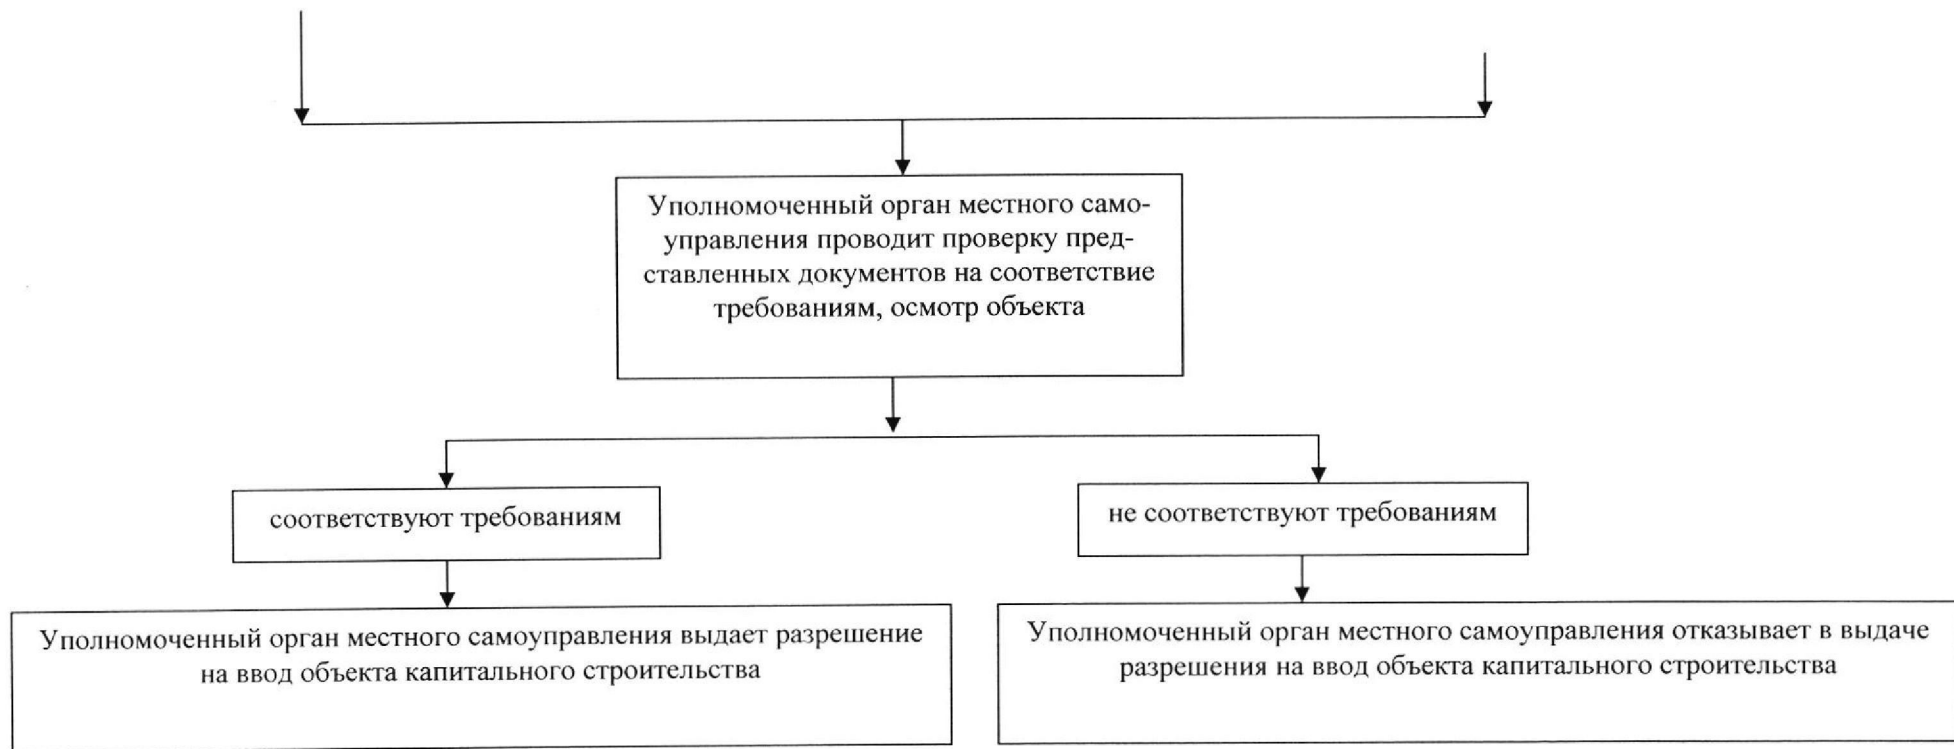 Уполномоченный орган местного само-
управления проводит проверку пред-
ставленных документов на соответствие
требованиям, осмотр объекта
соответствуют требованиям
не соответствуют требованиям
Уполномоченный орган местного самоуправления выдает разрешение
на ввод объекта капитального строительства
Уполномоченный орган местного самоуправления отказывает в выдаче
разрешения на ввод объекта капитального строительства